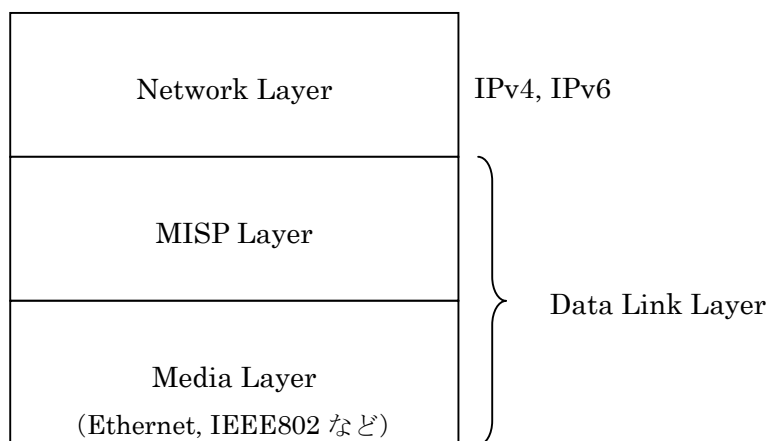 Network Layer
IPv4, IPv6
MISP Layer
Data Link Layer
Media Layer
(Ethernet, IEEE802 など)